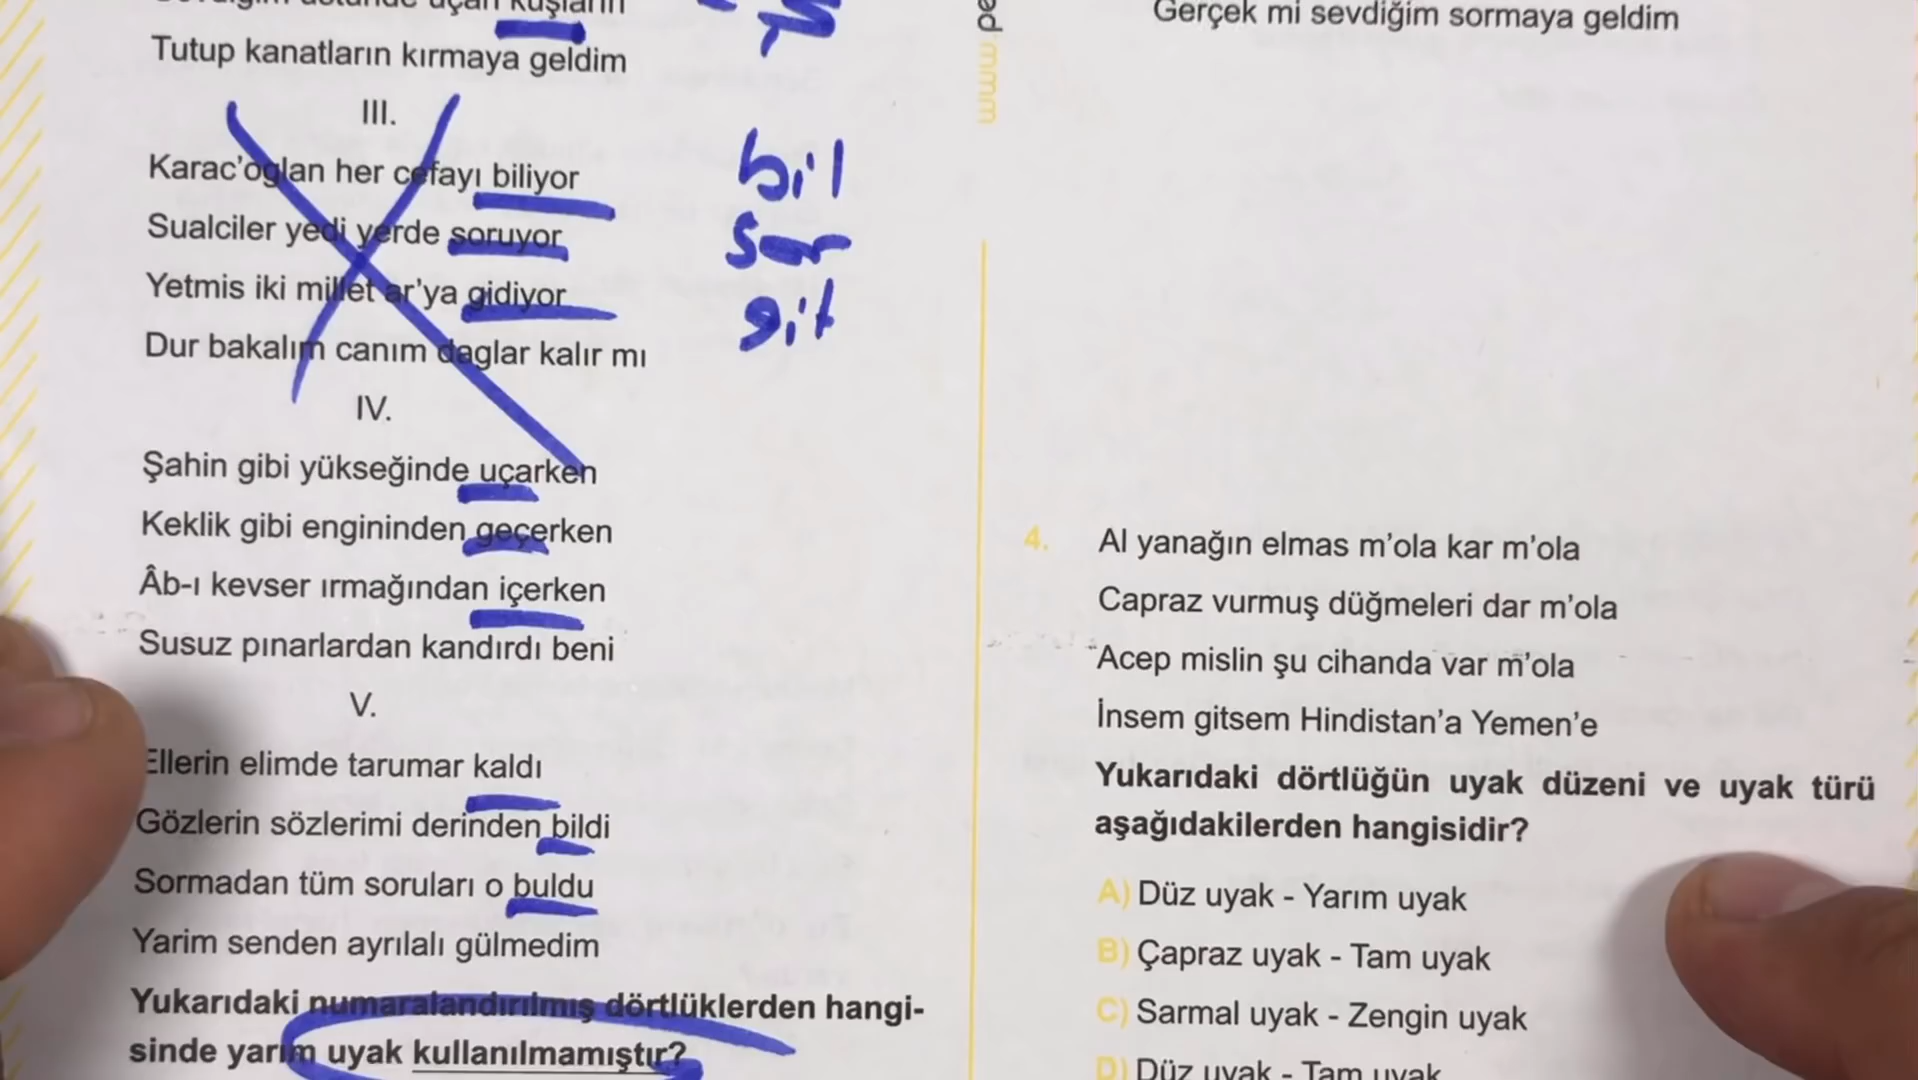 kuşların
Tutup kanatların kırmaya geldim
III.
Karac'oğlan her cefayı biliyor
Sualciler yedi yerde soruyor
Yetmis iki millet ar'ya gidiyor
Dur bakalım canım daglar kalır mı
bil
sor
git
IV.
Şahin gibi yükseğinde uçarken
Keklik gibi engininden geçerken
Âb-ı kevser ırmağından içerken
Susuz pınarlardan kandırdı beni
V.
Ellerin elimde tarumar kaldı
Gözlerin sözlerimi derinden bildi
Sormadan tüm soruları o buldu
Yarim senden ayrılalı gülmedim
Yukarıdaki numaralandırılmış dörtlüklerden hangi-
sinde yarım uyak kullanılmamıştır?
Gerçek mi sevdiğim sormaya geldim
4. Al yanağın elmas m'ola kar m'ola
Capraz vurmuş düğmeleri dar m'ola
Acep mislin şu cihanda var m'ola
İnsem gitsem Hindistan'a Yemen'e
Yukarıdaki dörtlüğün uyak düzeni ve uyak türü
aşağıdakilerden hangisidir?
A) Düz uyak - Yarım uyak
B) Çapraz uyak - Tam uyak
C) Sarmal uyak - Zengin uyak
D) Düz uyak - Tam uyak